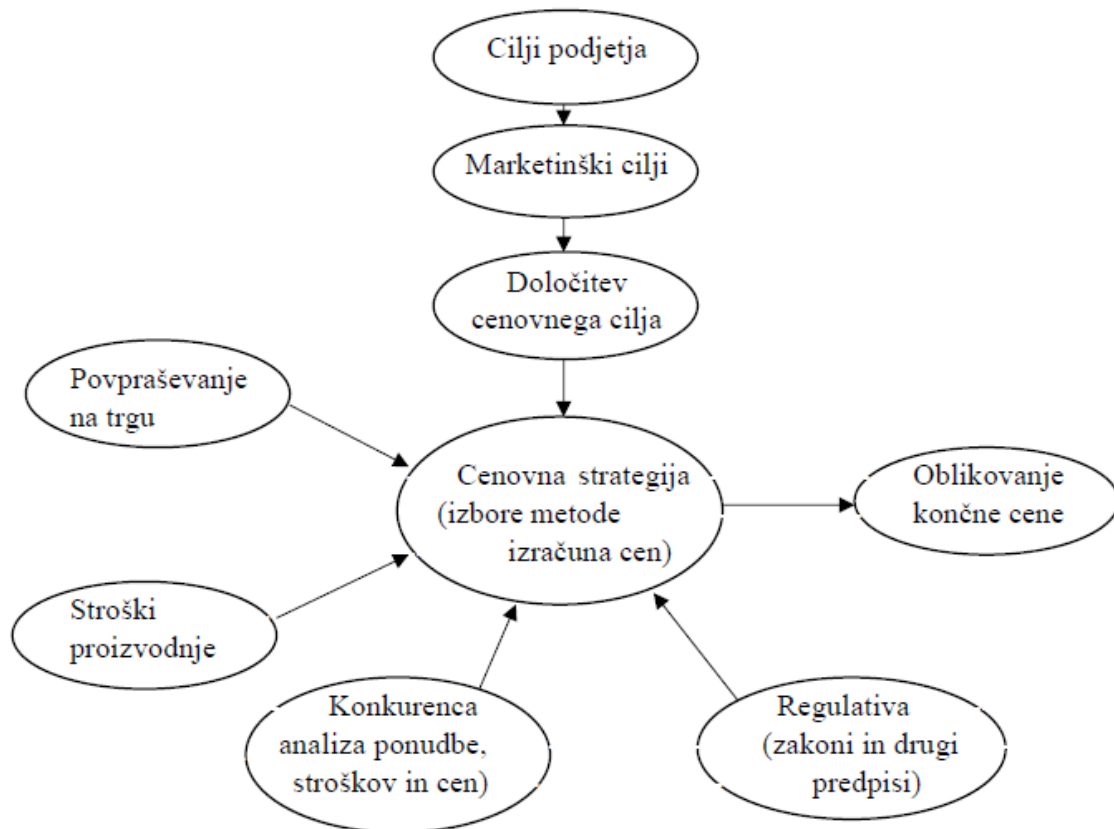 Cilji podjetja
Marketinški cilji
Določitev
cenovnega cilja
Povpraševanje
na trgu
Cenovna strategija
(izbore metode
izračuna cen)
Oblikovanje
končne cene
Stroški
proizvodnje
Konkurenca
analiza ponudbe,
stroškov in cen)
Regulativa
(zakoni in drugi
predpisi)